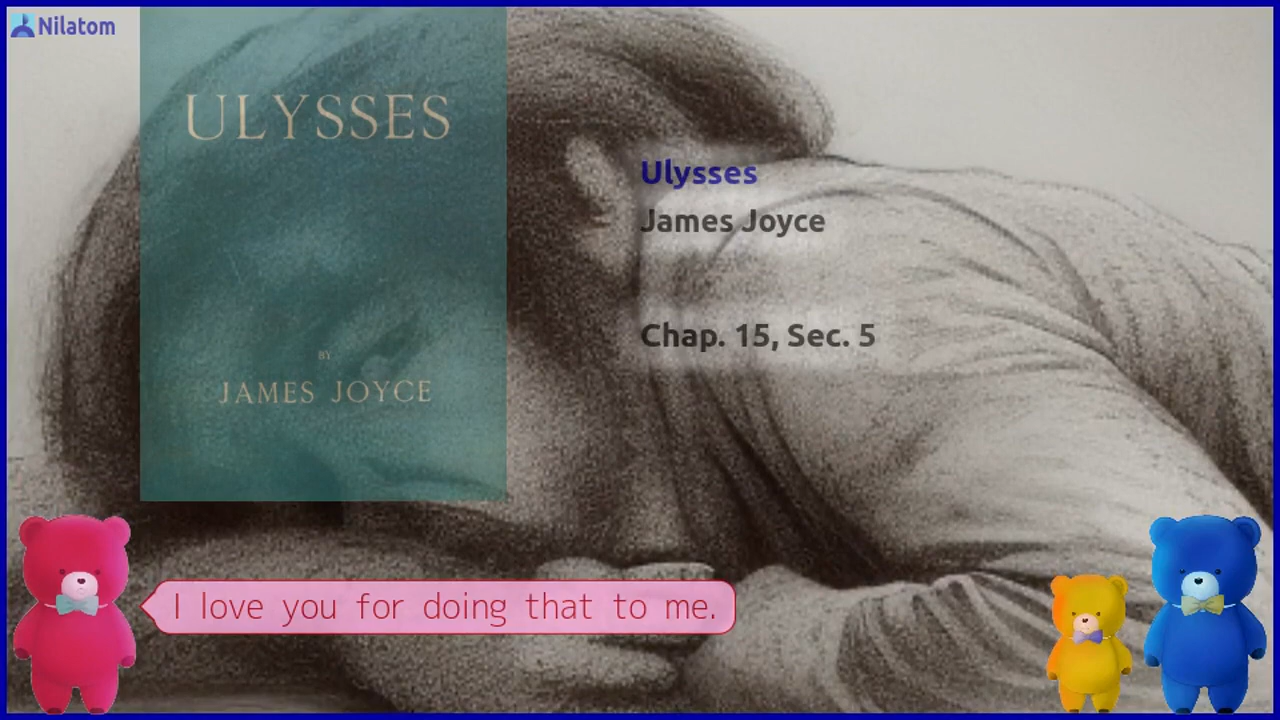 Nilatom
ULYSSES
BY
JAMES JOYCE
Ulysses
James Joyce
Chap. 15, Sec. 5
I love you for doing that to me.